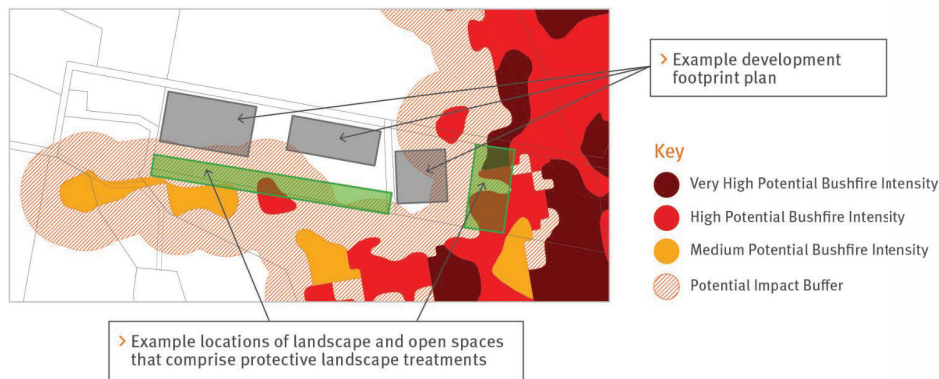 > Example development
footprint plan
Key
Very High Potential Bushfire Intensity
High Potential Bushfire Intensity
Medium Potential Bushfire Intensity
Potential Impact Buffer
> Example locations of landscape and open spaces
that comprise protective landscape treatments